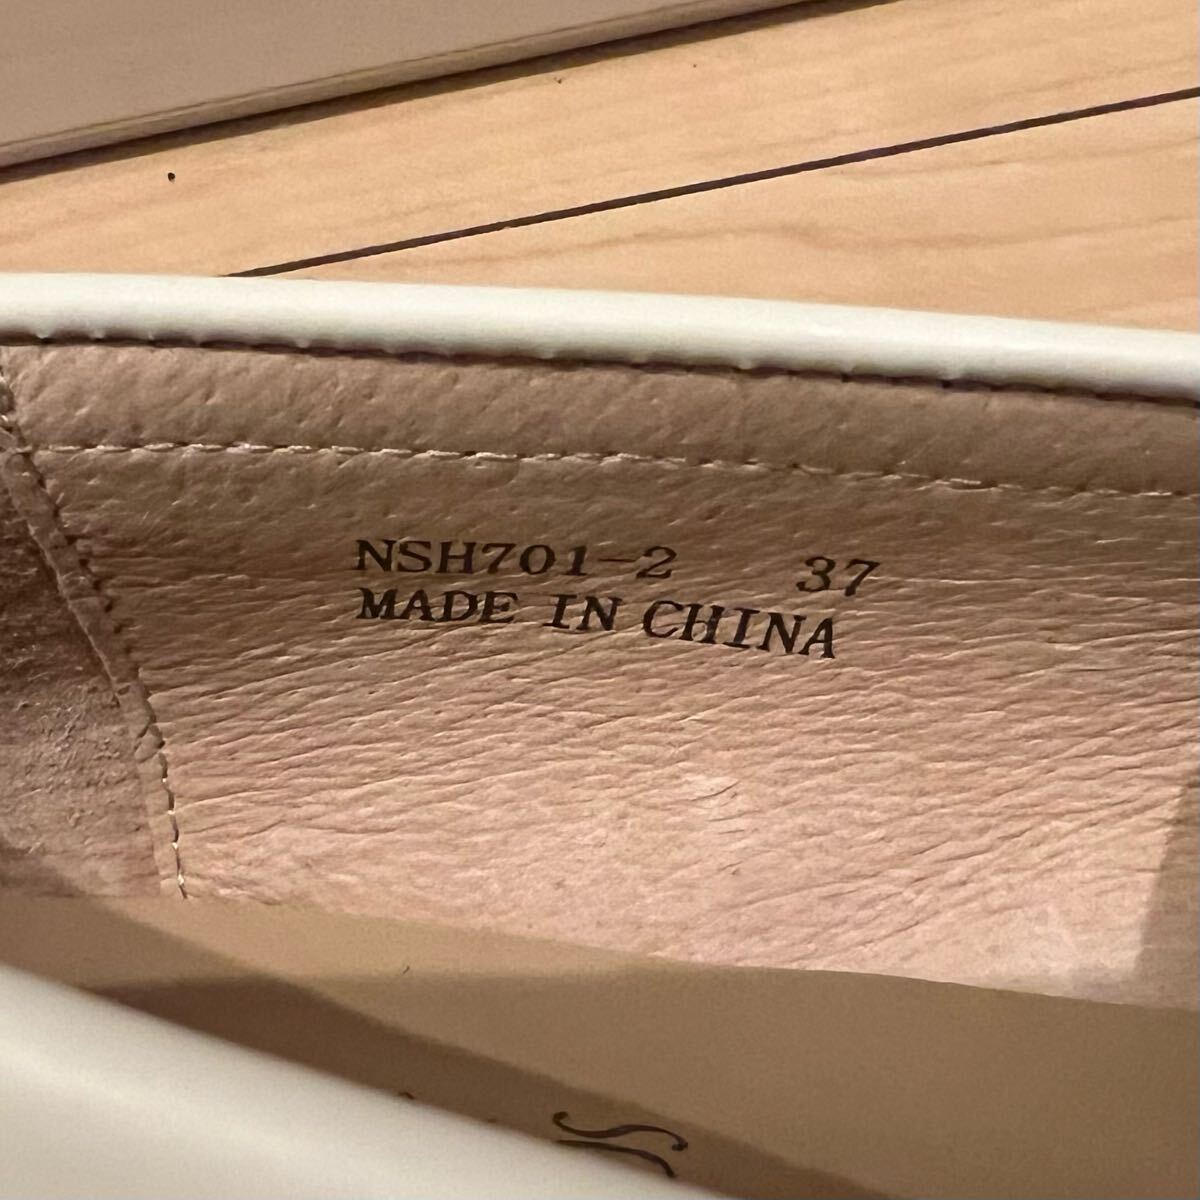 NSH701-2 37
MADE IN CHINA